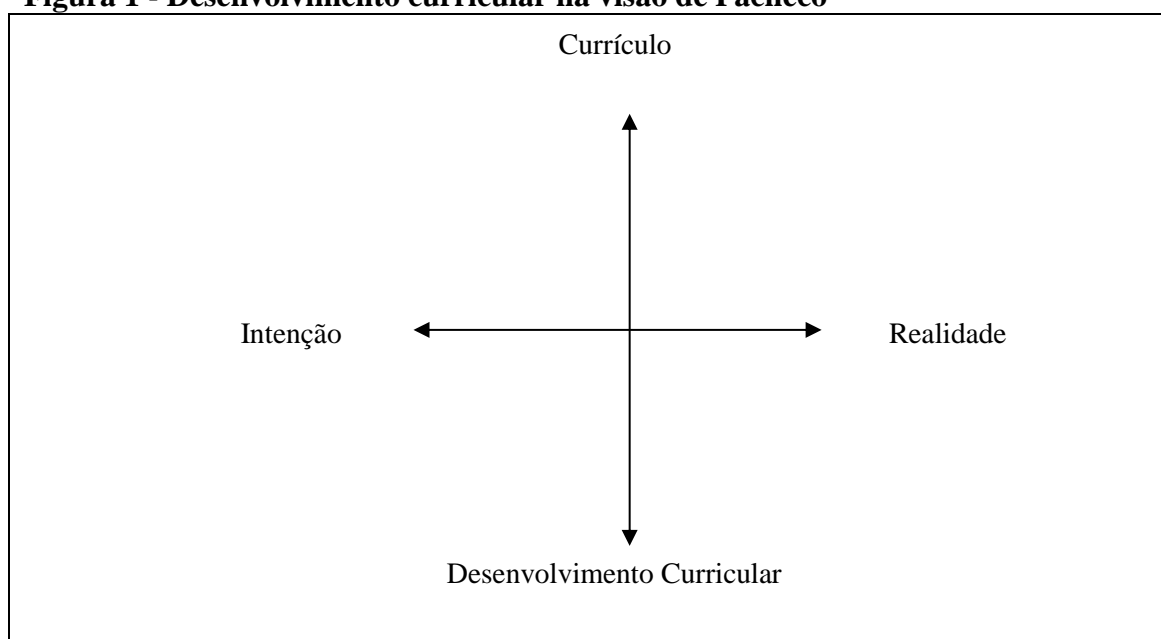 Figura 1 - Desenvolvimento curricular na visão de Pacheco
Currículo
Intenção
Realidade
Desenvolvimento Curricular